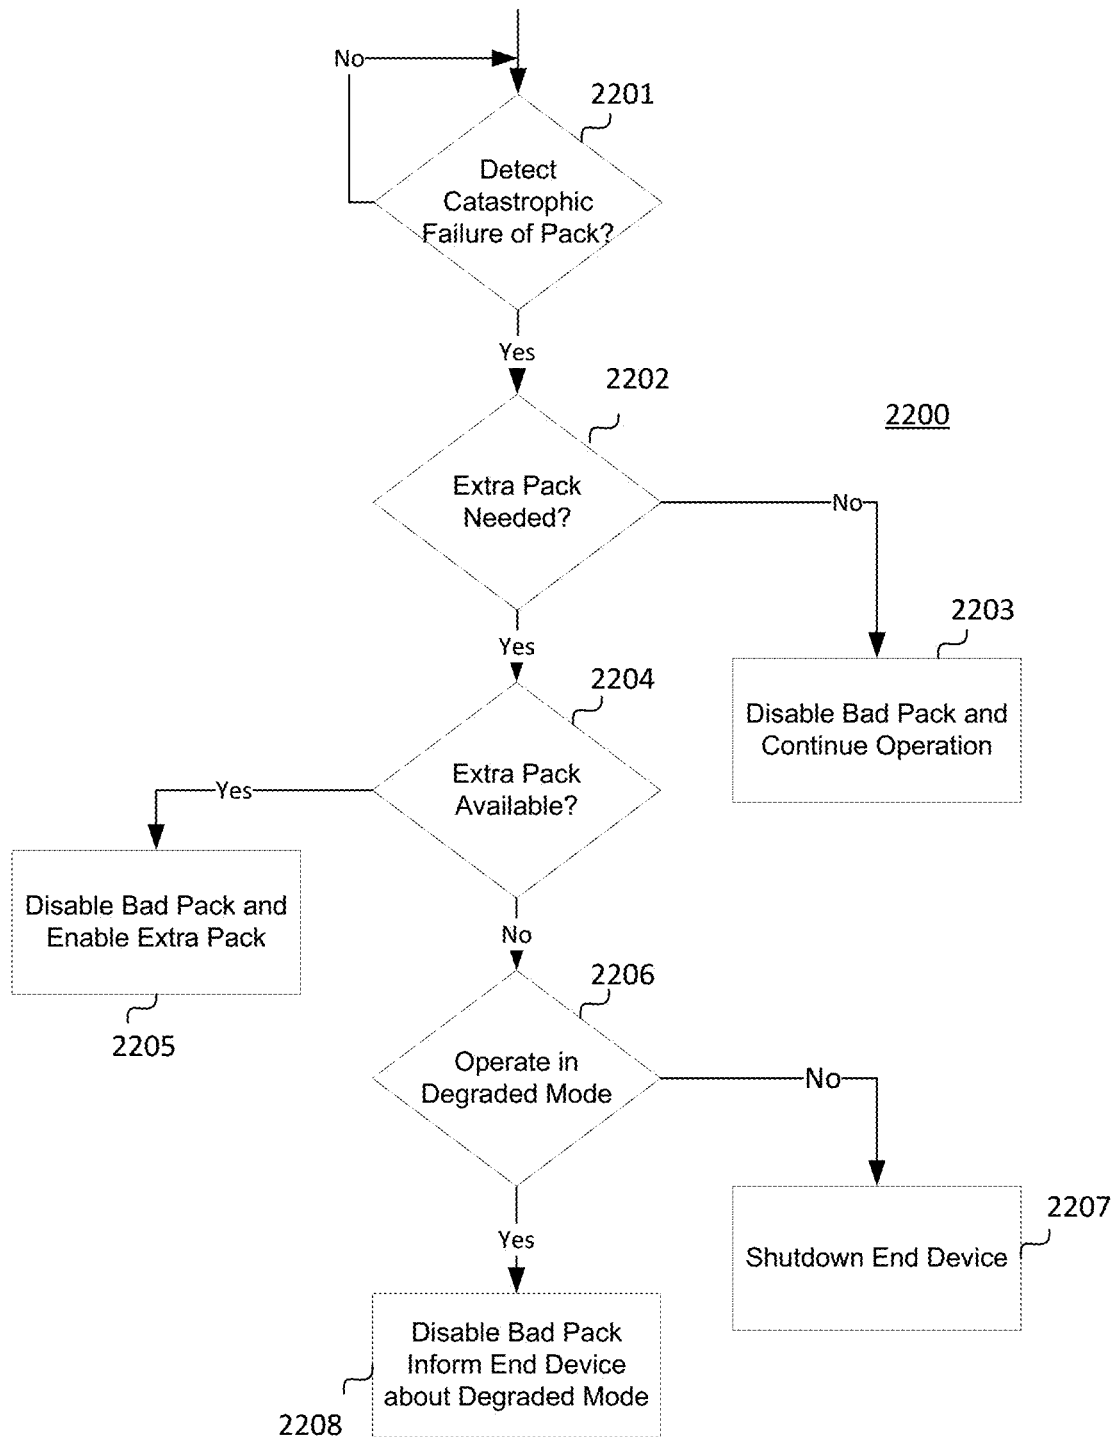 No
2201
Detect
Catastrophic
Failure of Pack?
Yes
2202
2200
Extra Pack
Needed?
No
2203
Yes
2204
Disable Bad Pack and
Continue Operation
Extra Pack
Available?
Yes
Disable Bad Pack and
Enable Extra Pack
No
2206
2205
Operate in
Degraded Mode
No
2207
Yes
Shutdown End Device
Disable Bad Pack
Inform End Device
about Degraded Mode
2208